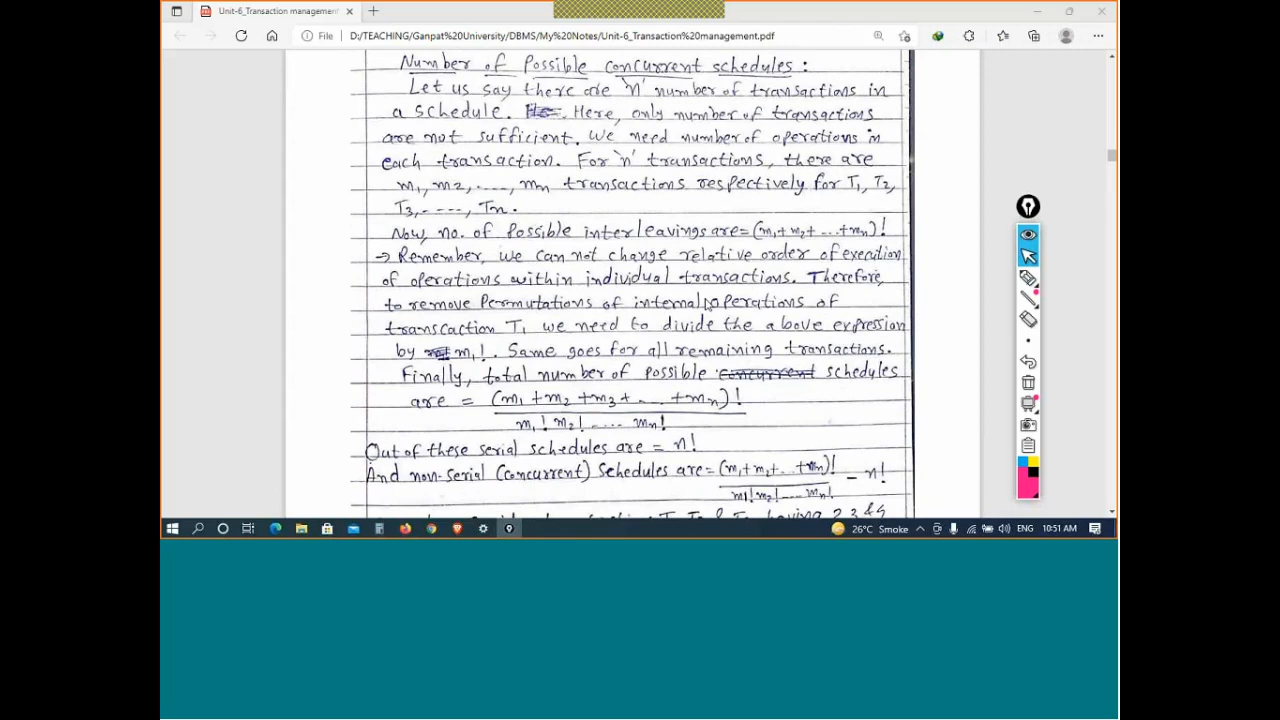 Unit-6_Transaction management
File
D:/TEACHING/Ganpat%20University/DBMS/My%20Notes/Unit-6_Transaction%20management.pdf
Number of Possible concurrent schedules :
Let us say there are 'n' number of transactions in
a schedule. Here, only number of transactions
are not sufficient. We need number of operations in
each transaction. For 'n' transactions, there are
m1, m2, ...., mn transactions respectively for T1, T2,
T3, - ---, Tn.
Now, no. of Possible interleavings are = (m1 + m2 + ... + mn)!
→ Remember, we can not change relative order of execution
of operations within individual transactions. Therefore,
to remove Permutations of internal operations of
transcaction T1 we need to divide the above expression
by m1!. Same goes for all remaining transactions.
Finally, total number of possible concurrent schedules
are = (m1 + m2 + m3 + ... + mn)!
m1! m2! ..... mn!
Out of these serial schedules are = n!
And non-serial (concurrent) schedules are = (m1 + m2 + ... + mn)! - n!
m1! m2! .... mn!
having 2, 3 & 4
26°C Smoke
ENG
10:51 AM